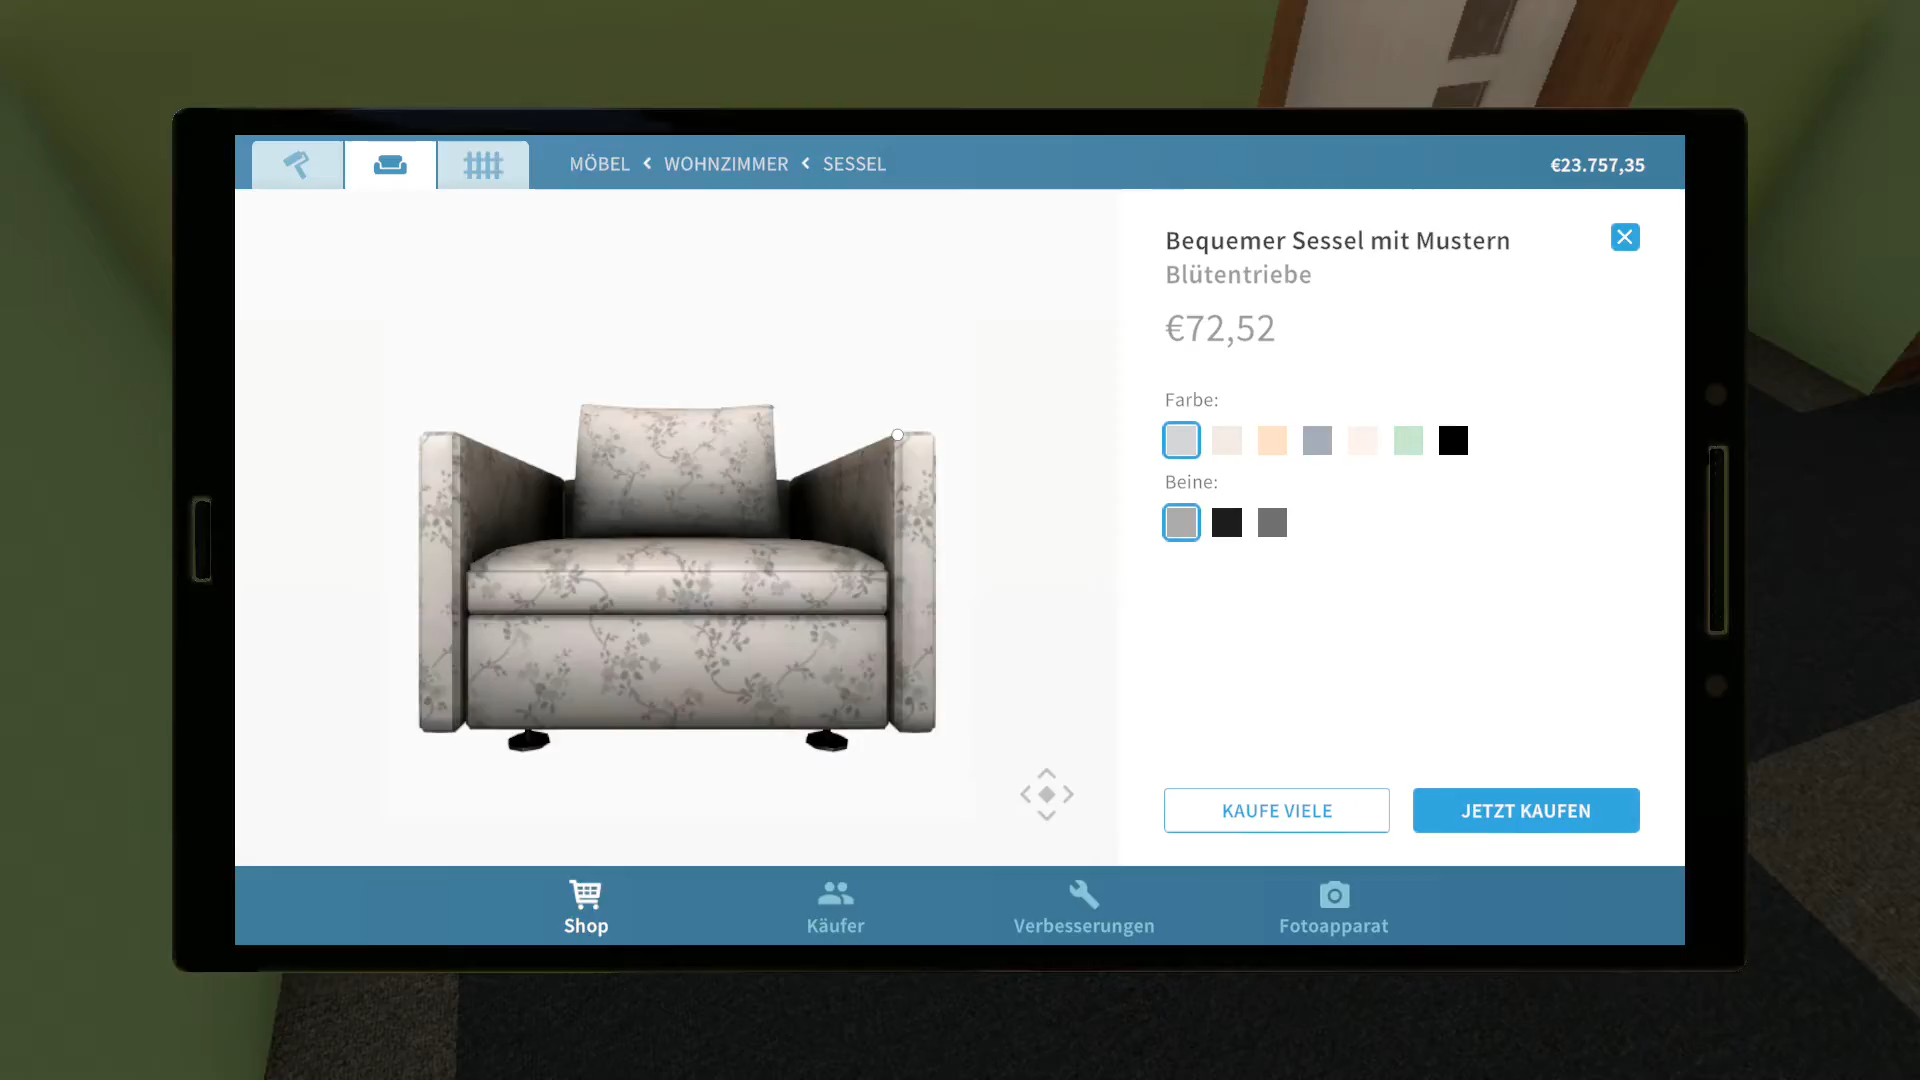 MÖBEL < WOHNZIMMER < SESSEL
€23.757,35
Bequemer Sessel mit Mustern
Blütentriebe
€72,52
Farbe:
Beine:
KAUFE VIELE
JETZT KAUFEN
Shop
Käufer
Verbesserungen
Fotoapparat